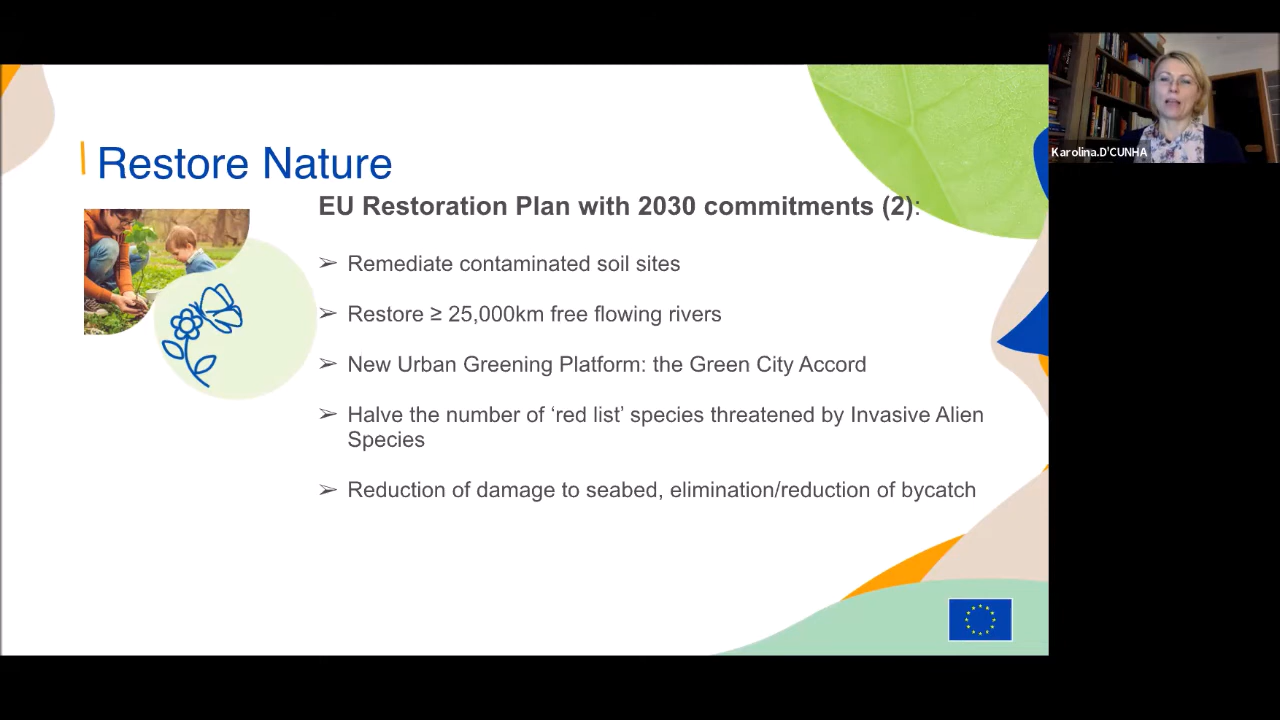 Restore Nature
EU Restoration Plan with 2030 commitments (2):
➢ Remediate contaminated soil sites
➢ Restore ≥ 25,000km free flowing rivers
➢ New Urban Greening Platform: the Green City Accord
➢ Halve the number of ‘red list’ species threatened by Invasive Alien
Species
➢ Reduction of damage to seabed, elimination/reduction of bycatch
Karolina.D'CUNHA